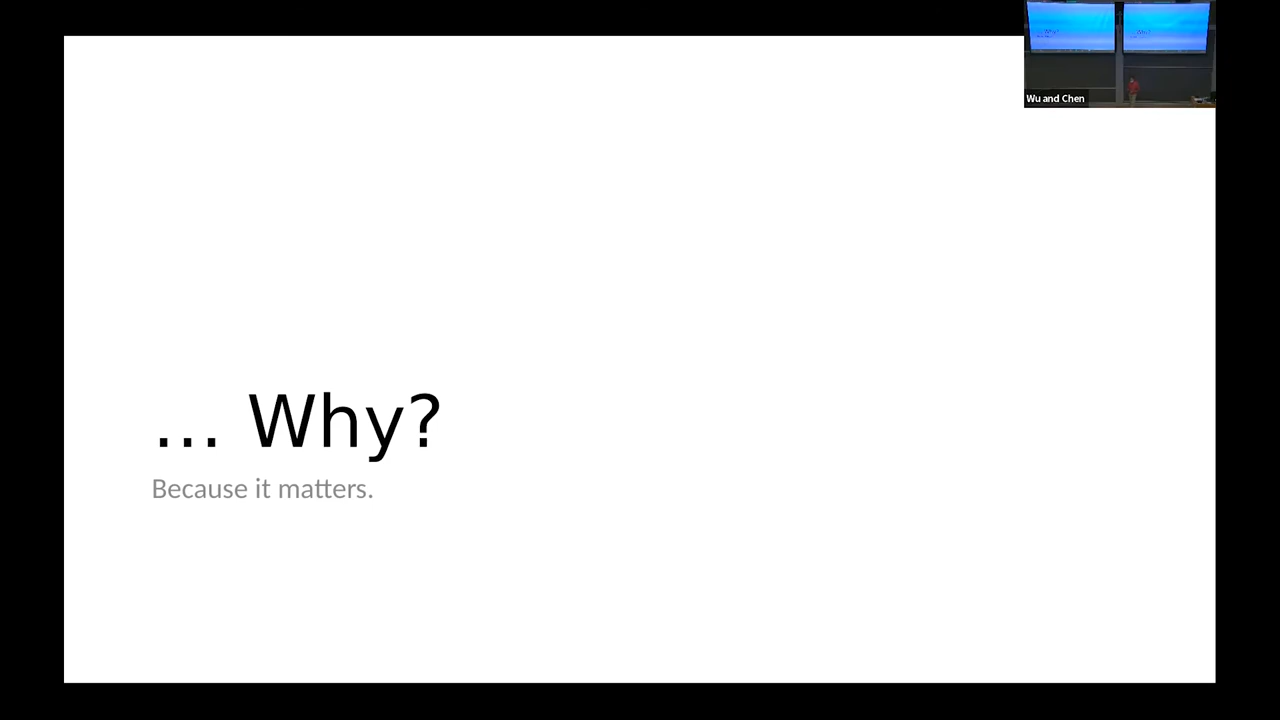 Wu and Chen
... Why?
Because it matters.